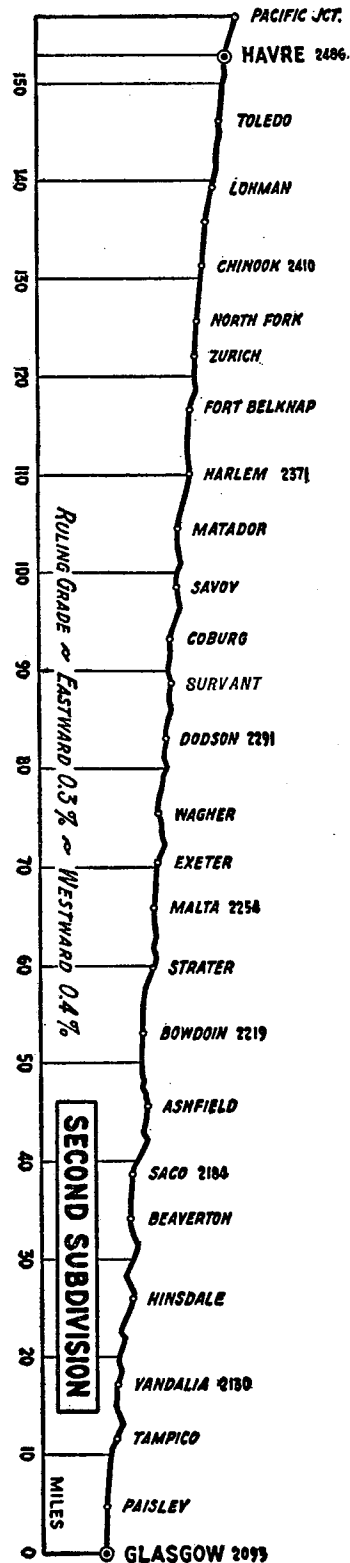 PACIFIC JCT.
HAVRE 2486.
150
TOLEDO
140
LOHMAN
130
CHINOOK 2410
NORTH FORK
ZURICH
120
FORT BELKNAP
110
HARLEM 2371
MATADOR
100
SAVOY
COBURG
90
SURVANT
DODSON 2291
80
WAGHER
70
EXETER
MALTA 2254
60
STRATER
BOWDOIN 2219
50
ASHFIELD
40
SACO 2184
BEAVERTON
30
HINSDALE
20
VANDALIA 2130
TAMPICO
10
PAISLEY
0
GLASGOW 2093
MILES
RULING GRADE ~ EASTWARD 0.3% ~ WESTWARD 0.4%
SECOND SUBDIVISION